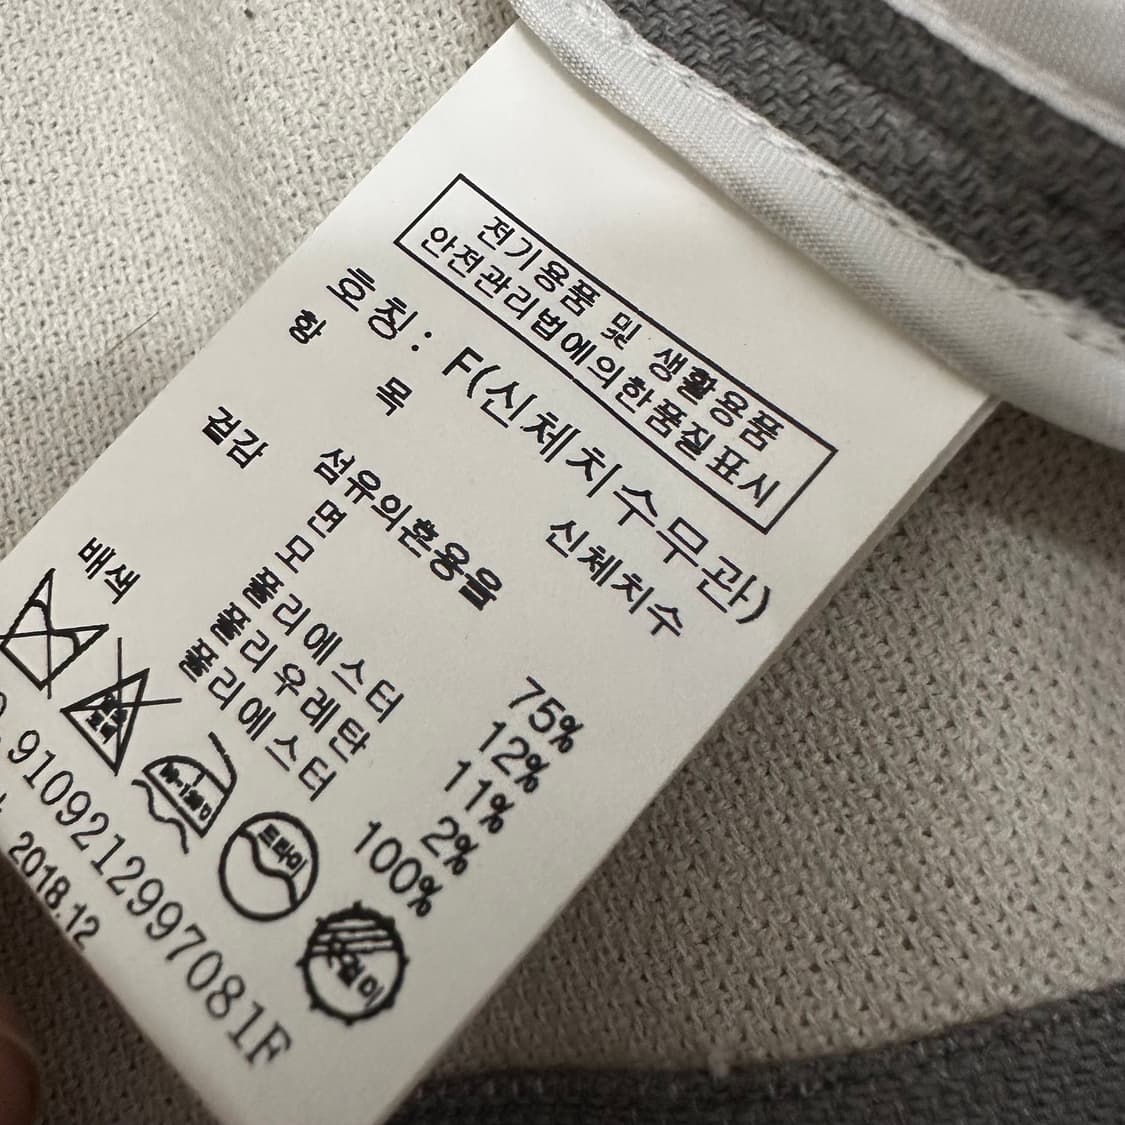 전기용품 및 생활용품
안전관리법에의한품질표시
호칭: F(신체치수무관)
항 목 섬유의혼용율 신체치수
겉감 면 75%
모 12%
폴리에스터 11%
폴리우레탄 2%
배색 폴리에스터 100%
드라이
9109212997081F
2018.12